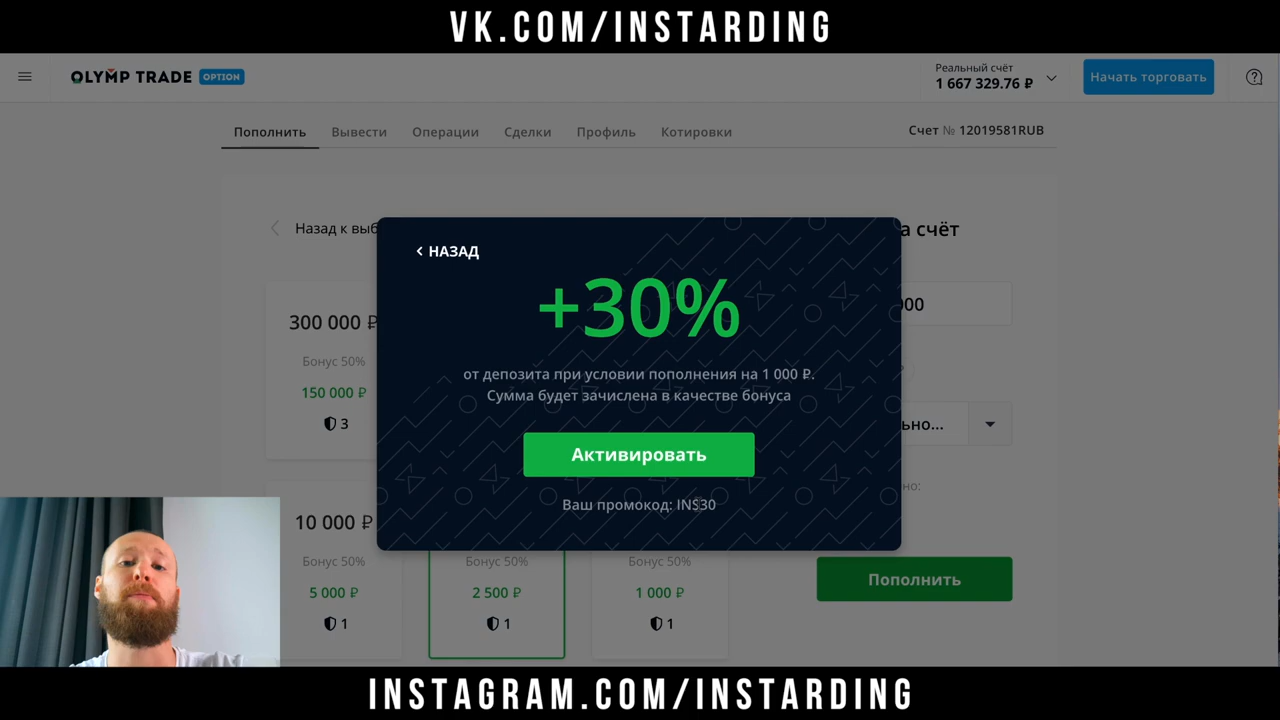 VK.COM/INSTARDING
OLYMP TRADE OPTION
Реальный счёт
1 667 329.76 ₽
Начать торговать
Пополнить Вывести Операции Сделки Профиль Котировки
Счет № 12019581RUB
Назад к выб
а счёт
НАЗАД
+30%
от депозита при условии пополнения на 1 000 ₽.
Сумма будет зачислена в качестве бонуса
Активировать
Ваш промокод: INS30
300 000 ₽
Бонус 50%
150 000 ₽
3
00
ьно...
но:
10 000 ₽
Бонус 50% Бонус 50% Бонус 50%
5 000 ₽ 2 500 ₽ 1 000 ₽
1 1 1
Пополнить
INSTAGRAM.COM/INSTARDING